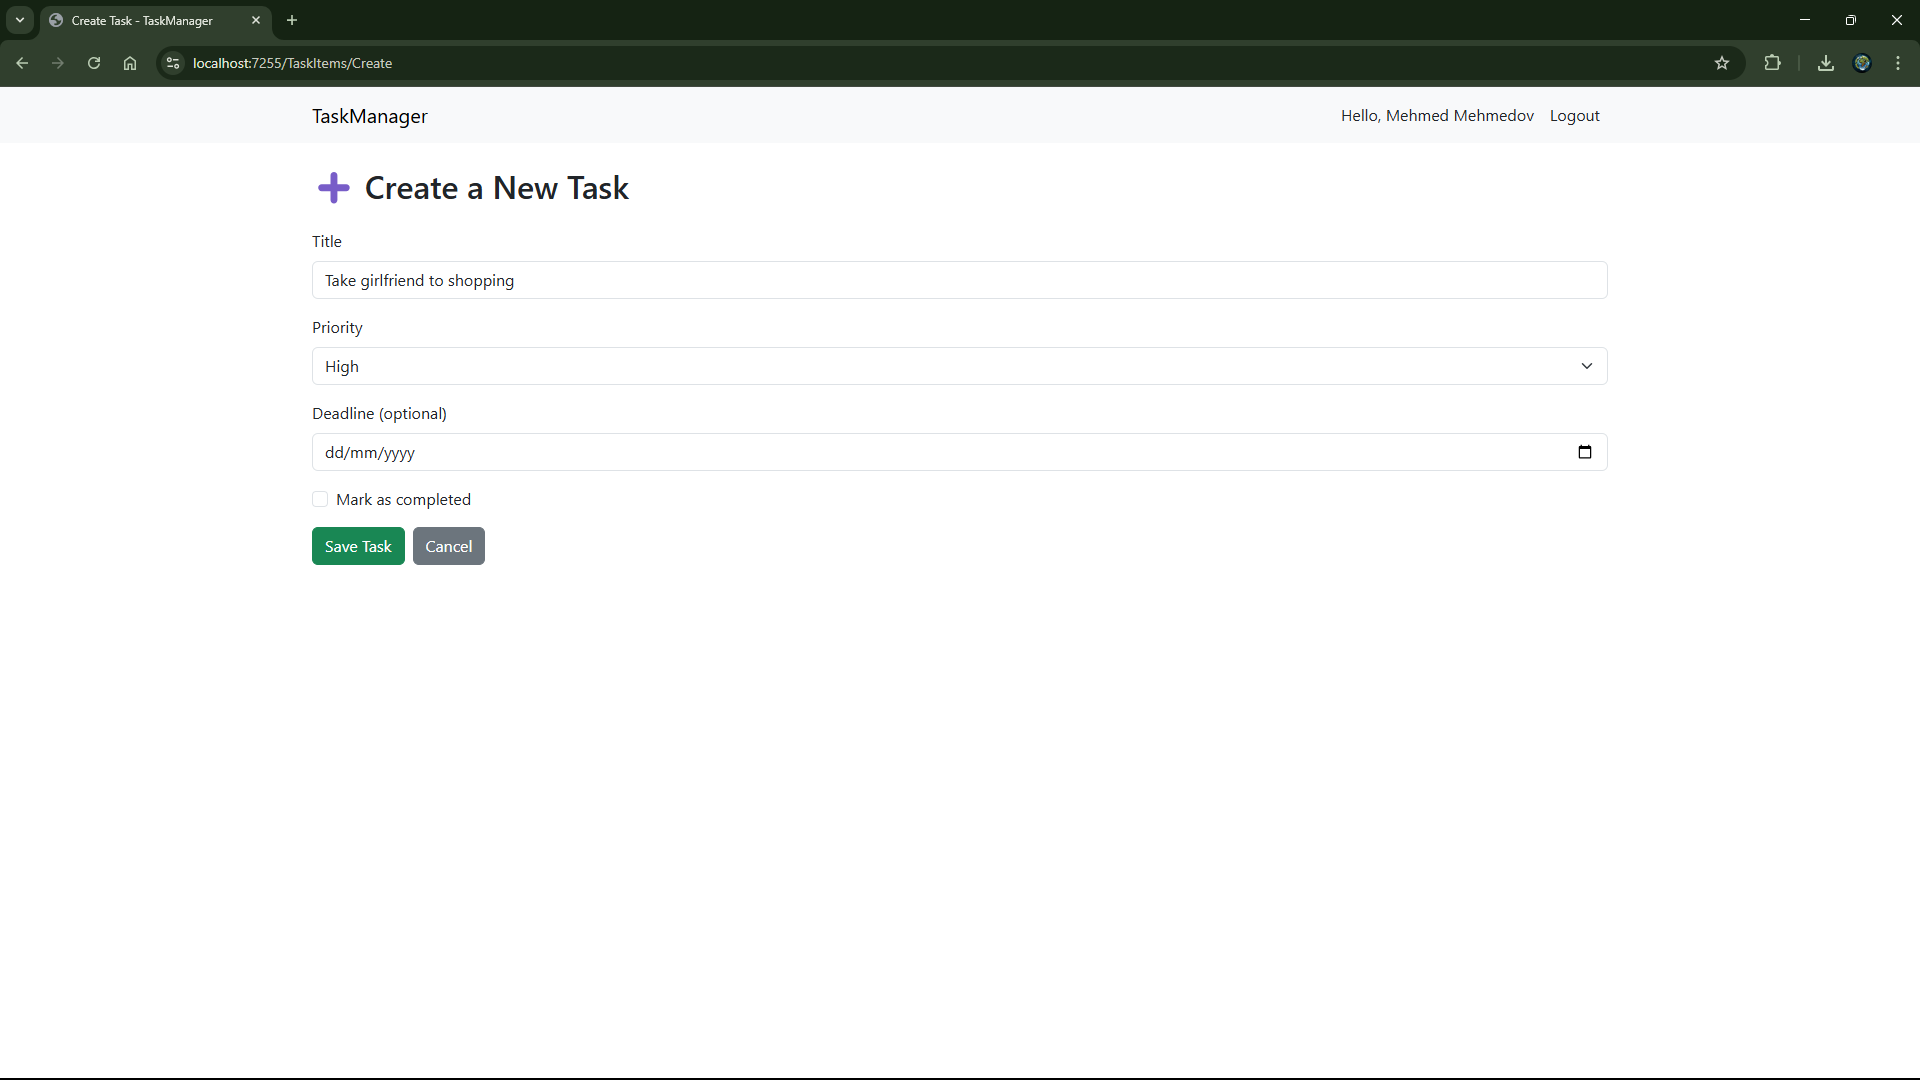 Create Task - TaskManager
localhost:7255/TaskItems/Create
TaskManager
Hello, Mehmed Mehmedov Logout
Create a New Task
Title
Take girlfriend to shopping
Priority
High
Deadline (optional)
dd/mm/yyyy
Mark as completed
Save Task Cancel